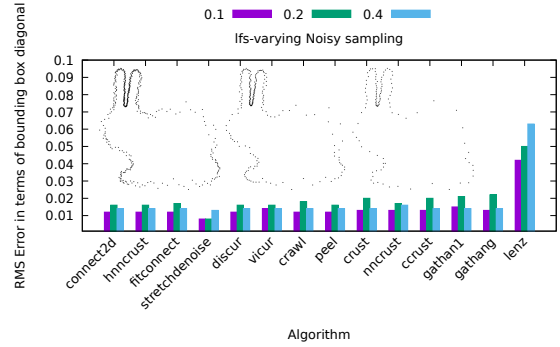 0.1 0.2 0.4
lfs-varying Noisy sampling
RMS Error in terms of bounding box diagonal
0.1
0.09
0.08
0.07
0.06
0.05
0.04
0.03
0.02
0.01
connect2d
hnncrust
fitconnect
stretchdenoise
discur
vicur
crawl
peel
crust
nncrust
ccrust
gathan1
gathang
lenz
Algorithm